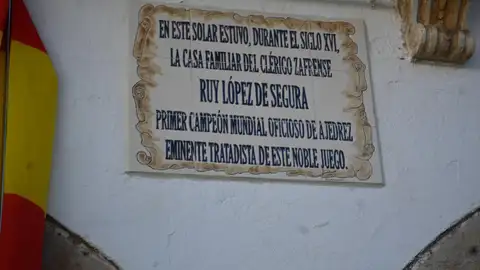 EN ESTE SOLAR ESTUVO, DURANTE EL SIGLO XVI,
LA CASA FAMILIAR DEL CLÉRIGO ZAFRENSE
RUY LÓPEZ DE SEGURA
PRIMER CAMPEÓN MUNDIAL OFICIOSO DE AJEDREZ
EMINENTE TRATADISTA DE ESTE NOBLE JUEGO.